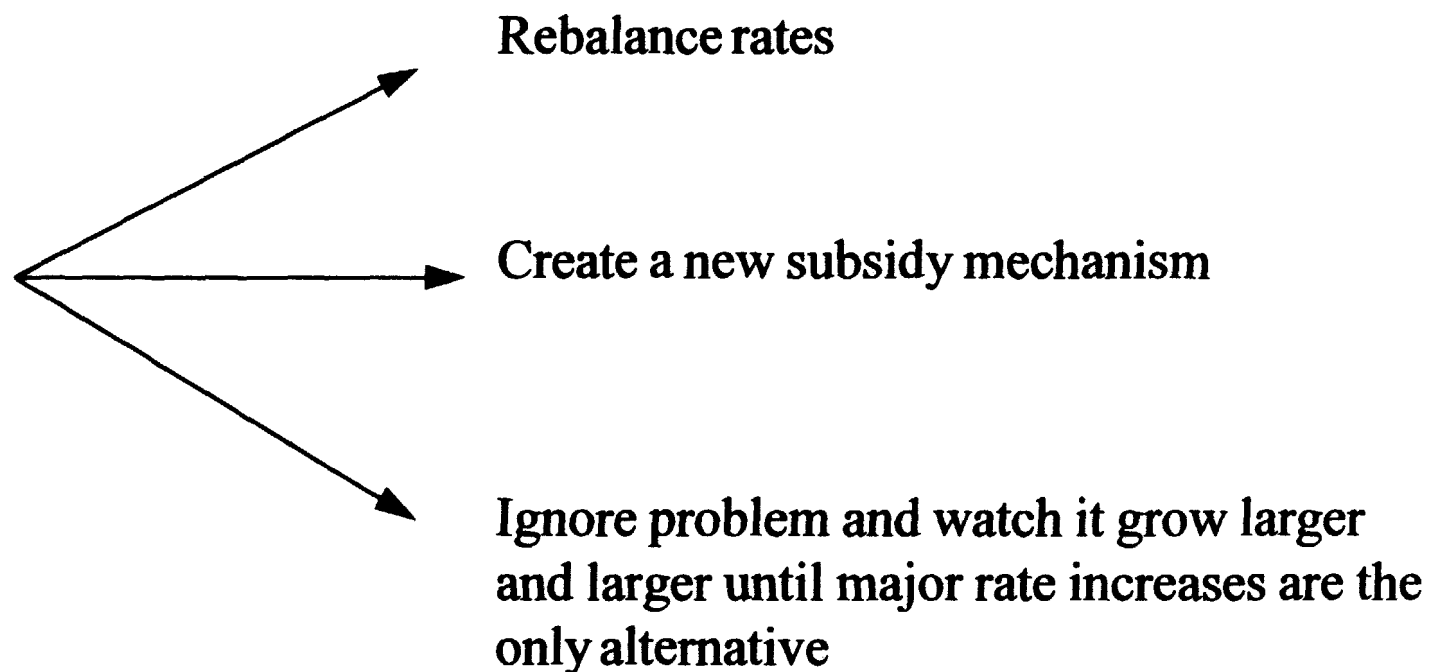 Rebalance rates
Create a new subsidy mechanism
Ignore problem and watch it grow larger
and larger until major rate increases are the
only alternative